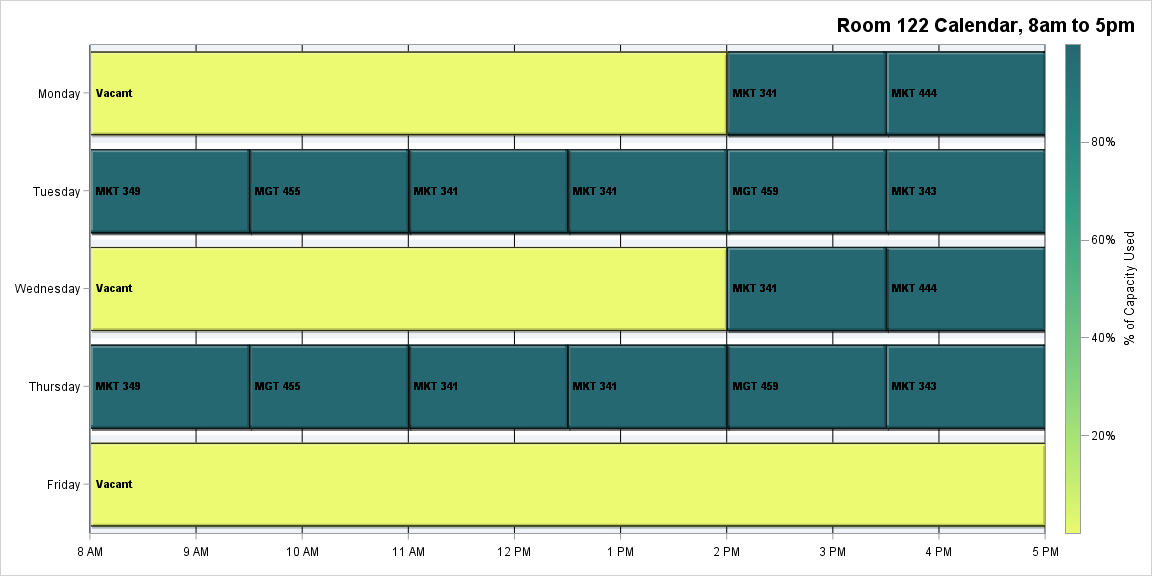 Room 122 Calendar, 8am to 5pm
Monday Vacant MKT 341 MKT 444
80%
Tuesday MKT 349 MGT 455 MKT 341 MKT 341 MGT 459 MKT 343
60%
% of Capacity Used
Wednesday Vacant MKT 341 MKT 444
40%
Thursday MKT 349 MGT 455 MKT 341 MKT 341 MGT 459 MKT 343
20%
Friday Vacant
8 AM 9 AM 10 AM 11 AM 12 PM 1 PM 2 PM 3 PM 4 PM 5 PM